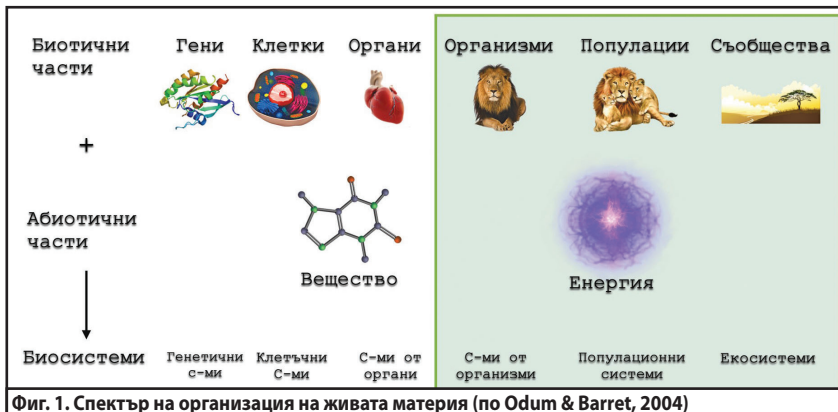 Биотични Гени Клетки Органи Организми Популации Съобщества
части
+
Абиотични
части
Вещество Енергия
Биосистеми Генетични Клетъчни С-ми от С-ми от Популационни Екосистеми
с-ми С-ми органи организми системи
Фиг. 1. Спектър на организация на живата материя (по Odum & Barret, 2004)